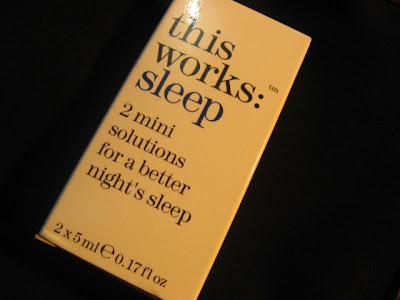 this
works:™
sleep
2 mini
solutions
for a better
night's sleep
2 x 5 ml ℮ 0.17 fl oz